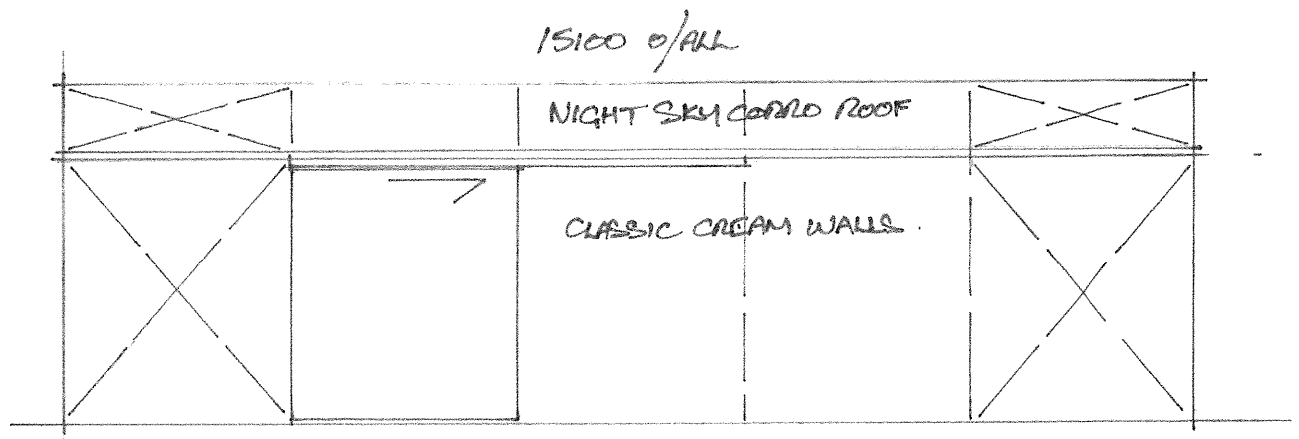 15100 O/ALL
NIGHT SKY CORRO ROOF
CLASSIC CREAM WALLS.